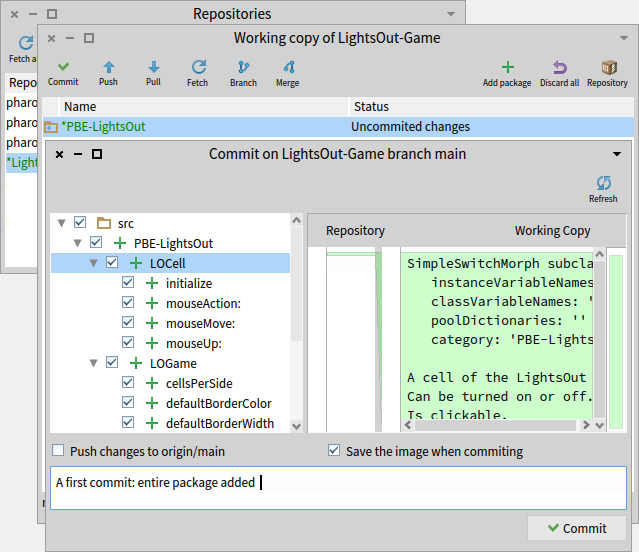 Repositories
Fetch al
Repo
pharo
pharo
pharo
*Light
Working copy of LightsOut-Game
Commit Push Pull Fetch Branch Merge Add package Discard all Repository
Name Status
*PBE-LightsOut Uncommited changes
Commit on LightsOut-Game branch main
Refresh
Repository Working Copy
src
PBE-LightsOut
LOCell
initialize
mouseAction:
mouseMove:
mouseUp:
LOGame
cellsPerSide
defaultBorderColor
defaultBorderWidth
SimpleSwitchMorph subcla
instanceVariableNames
classVariableNames: '
poolDictionaries: ''
category: 'PBE-Lights
A cell of the LightsOut
Can be turned on or off.
Is clickable.
Push changes to origin/main Save the image when commiting
A first commit: entire package added
Commit